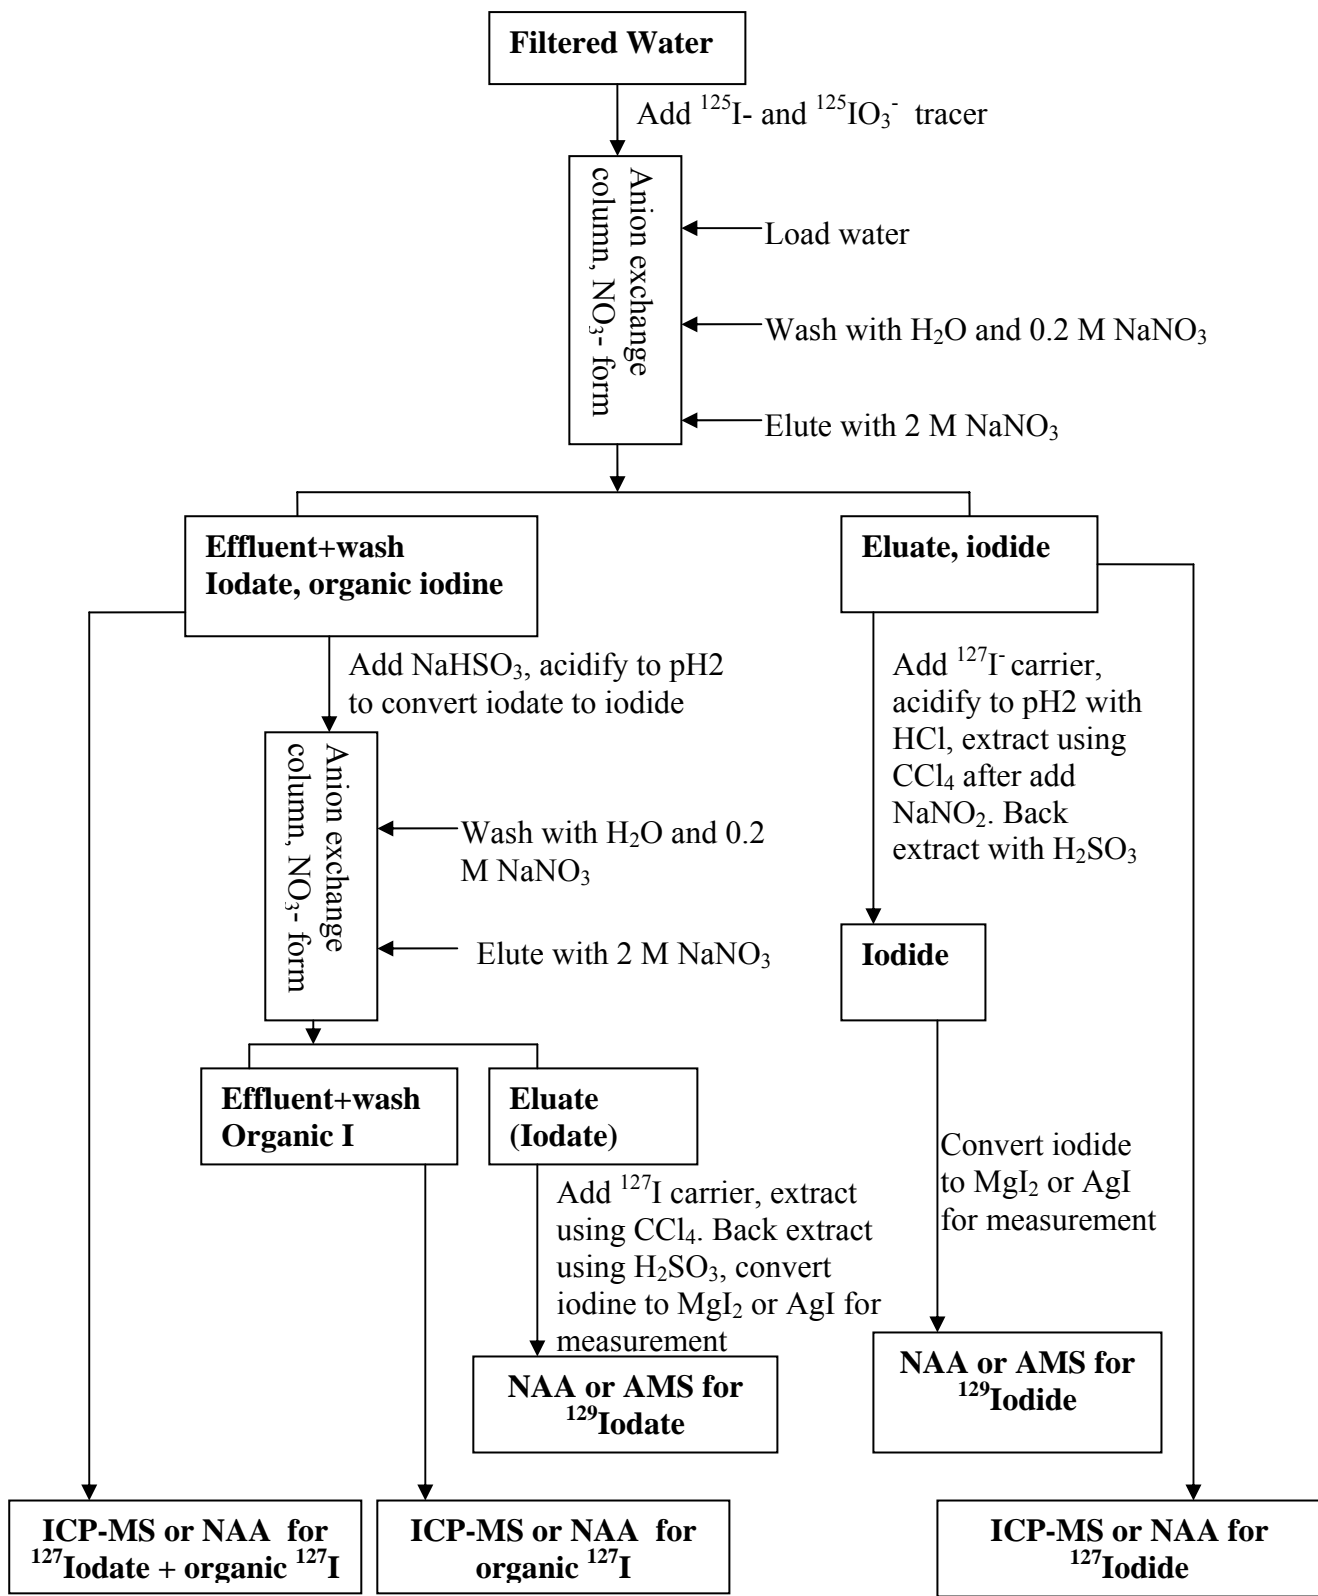 Filtered Water
Add ¹²⁵I- and ¹²⁵IO₃⁻ tracer
Anion exchange
column, NO₃- form
Load water
Wash with H₂O and 0.2 M NaNO₃
Elute with 2 M NaNO₃
Effluent+wash
Iodate, organic iodine
Eluate, iodide
Add NaHSO₃, acidify to pH2
to convert iodate to iodide
Add ¹²⁷I⁻ carrier,
acidify to pH2 with
HCl, extract using
CCl₄ after add
NaNO₂. Back
extract with H₂SO₃
Anion exchange
column, NO₃- form
Wash with H₂O and 0.2
M NaNO₃
Elute with 2 M NaNO₃
Iodide
Effluent+wash
Organic I
Eluate
(Iodate)
Convert iodide
to MgI₂ or AgI
for measurement
Add ¹²⁷I carrier, extract
using CCl₄. Back extract
using H₂SO₃, convert
iodine to MgI₂ or AgI for
measurement
NAA or AMS for
¹²⁹Iodate
NAA or AMS for
¹²⁹Iodide
ICP-MS or NAA for
¹²⁷Iodate + organic ¹²⁷I
ICP-MS or NAA for
organic ¹²⁷I
ICP-MS or NAA for
¹²⁷Iodide